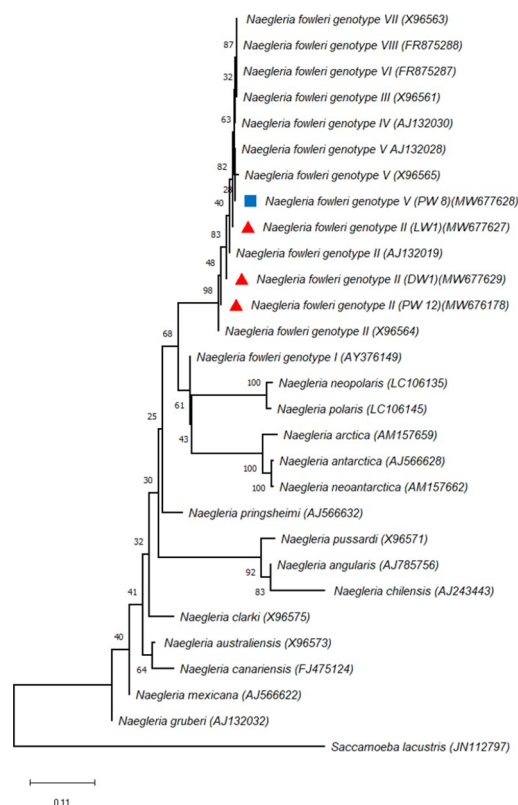 Naegleria fowleri genotype VII (X96563)
87
Naegleria fowleri genotype VIII (FR875288)
32
Naegleria fowleri genotype VI (FR875287)
Naegleria fowleri genotype III (X96561)
63
Naegleria fowleri genotype IV (AJ132030)
Naegleria fowleri genotype V AJ132028)
82
Naegleria fowleri genotype V (X96565)
28
40
Naegleria fowleri genotype V (PW 8)(MW677628)
Naegleria fowleri genotype II (LW1)(MW677627)
83
Naegleria fowleri genotype II (AJ132019)
48
Naegleria fowleri genotype II (DW1)(MW677629)
98
Naegleria fowleri genotype II (PW 12)(MW676178)
Naegleria fowleri genotype II (X96564)
68
Naegleria fowleri genotype I (AY376149)
100
Naegleria neopolaris (LC106135)
61
Naegleria polaris (LC106145)
25
43
Naegleria arctica (AM157659)
100
Naegleria antarctica (AJ566628)
100
Naegleria neoantarctica (AM157662)
30
Naegleria pringsheimi (AJ566632)
Naegleria pussardi (X96571)
32
92
Naegleria angularis (AJ785756)
83
Naegleria chilensis (AJ243443)
41
Naegleria clarki (X96575)
40
Naegleria australiensis (X96573)
64
Naegleria canariensis (FJ475124)
Naegleria mexicana (AJ566622)
Naegleria gruberi (AJ132032)
Saccamoeba lacustris (JN112797)
0.11